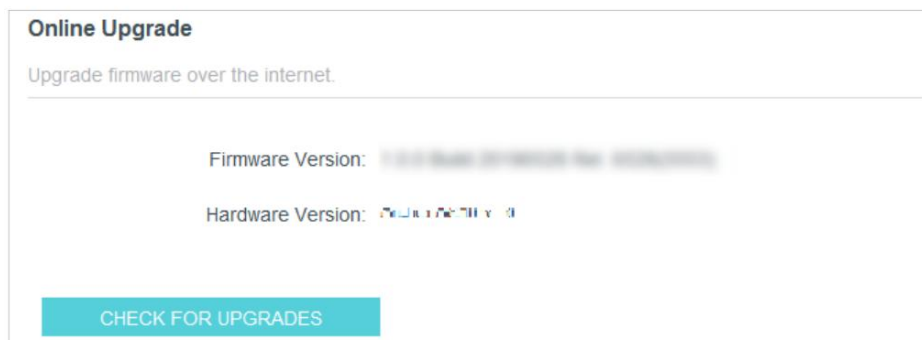 Online Upgrade
Upgrade firmware over the internet.
Firmware Version:
Hardware Version:
CHECK FOR UPGRADES